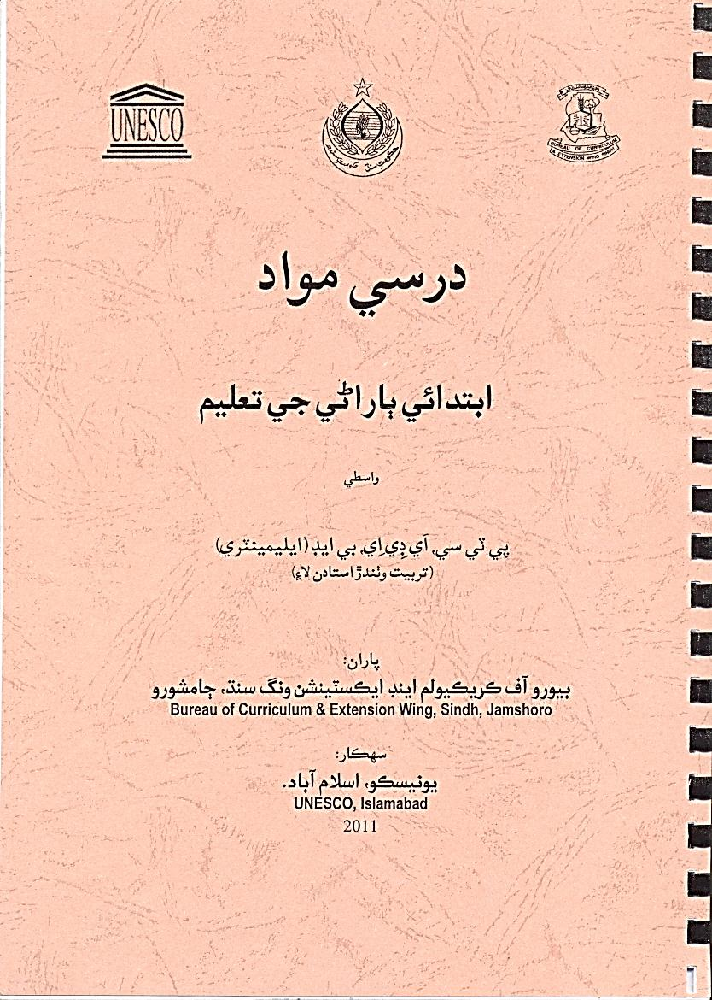 UNESCO
حڪومتِ سنڌ
BUREAU OF CURRICULUM
& EXTENSION WING SINDH
درسي مواد
ابتدائي ٻاراڻي جي تعليم
واسطي
پي ٽي سي، اَي ڊِي اِي، بي ايڊ (ايليمينٽري)
(تربيت وٺندڙ استادن لاءِ)
پاران:
بيورو آف ڪريڪيولم اينڊ ايڪسٽينشن ونگ سنڌ، ڄامشورو
Bureau of Curriculum & Extension Wing, Sindh, Jamshoro
سهڪار:
يونيسڪو، اسلام آباد.
UNESCO, Islamabad
2011